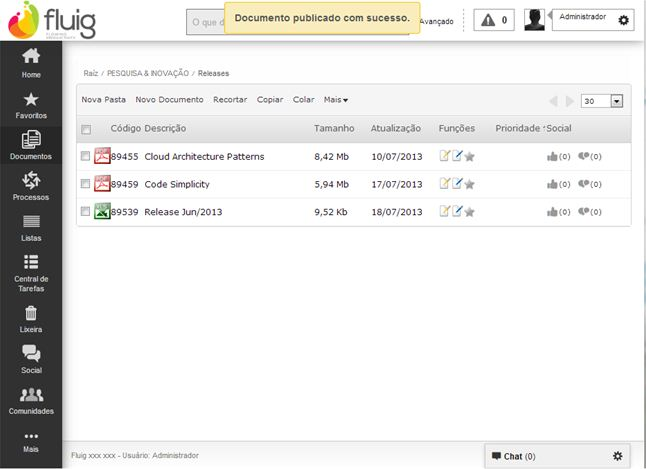 fluig
O que d
Documento publicado com sucesso.
Avançado
0
Administrador
Home
Favoritos
Documentos
Processos
Listas
Central de
Tarefas
Lixeira
Social
Comunidades
Mais
Raíz / PESQUISA & INOVAÇÃO / Releases
Nova Pasta Novo Documento Recortar Copiar Colar Mais
30
Código Descrição Tamanho Atualização Funções Prioridade Social
89455 Cloud Architecture Patterns 8,42 Mb 10/07/2013 (0) (0)
89459 Code Simplicity 5,94 Mb 17/07/2013 (0) (0)
89539 Release Jun/2013 9,52 Kb 18/07/2013 (0) (0)
Fluig xxx xxx - Usuário: Administrador
Chat (0)